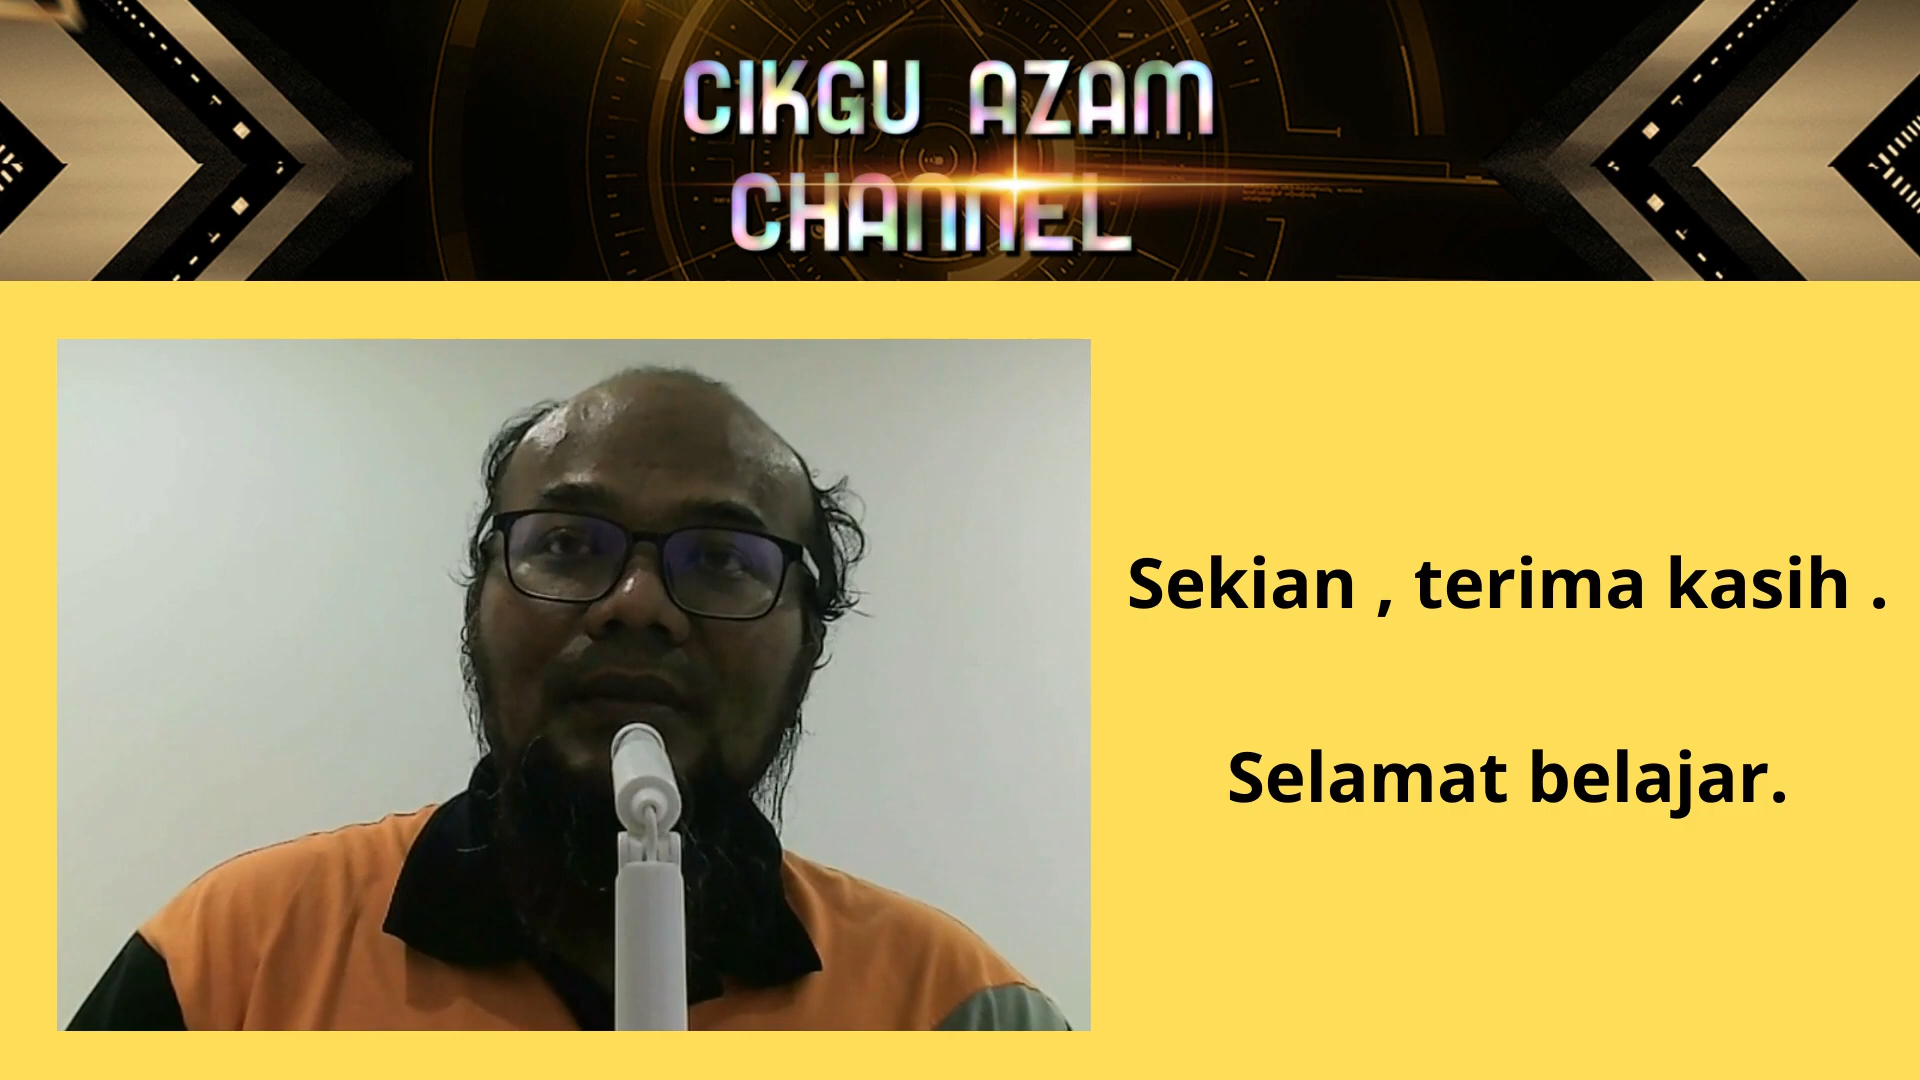 CIKGU AZAM
CHANNEL
Sekian , terima kasih .
Selamat belajar.